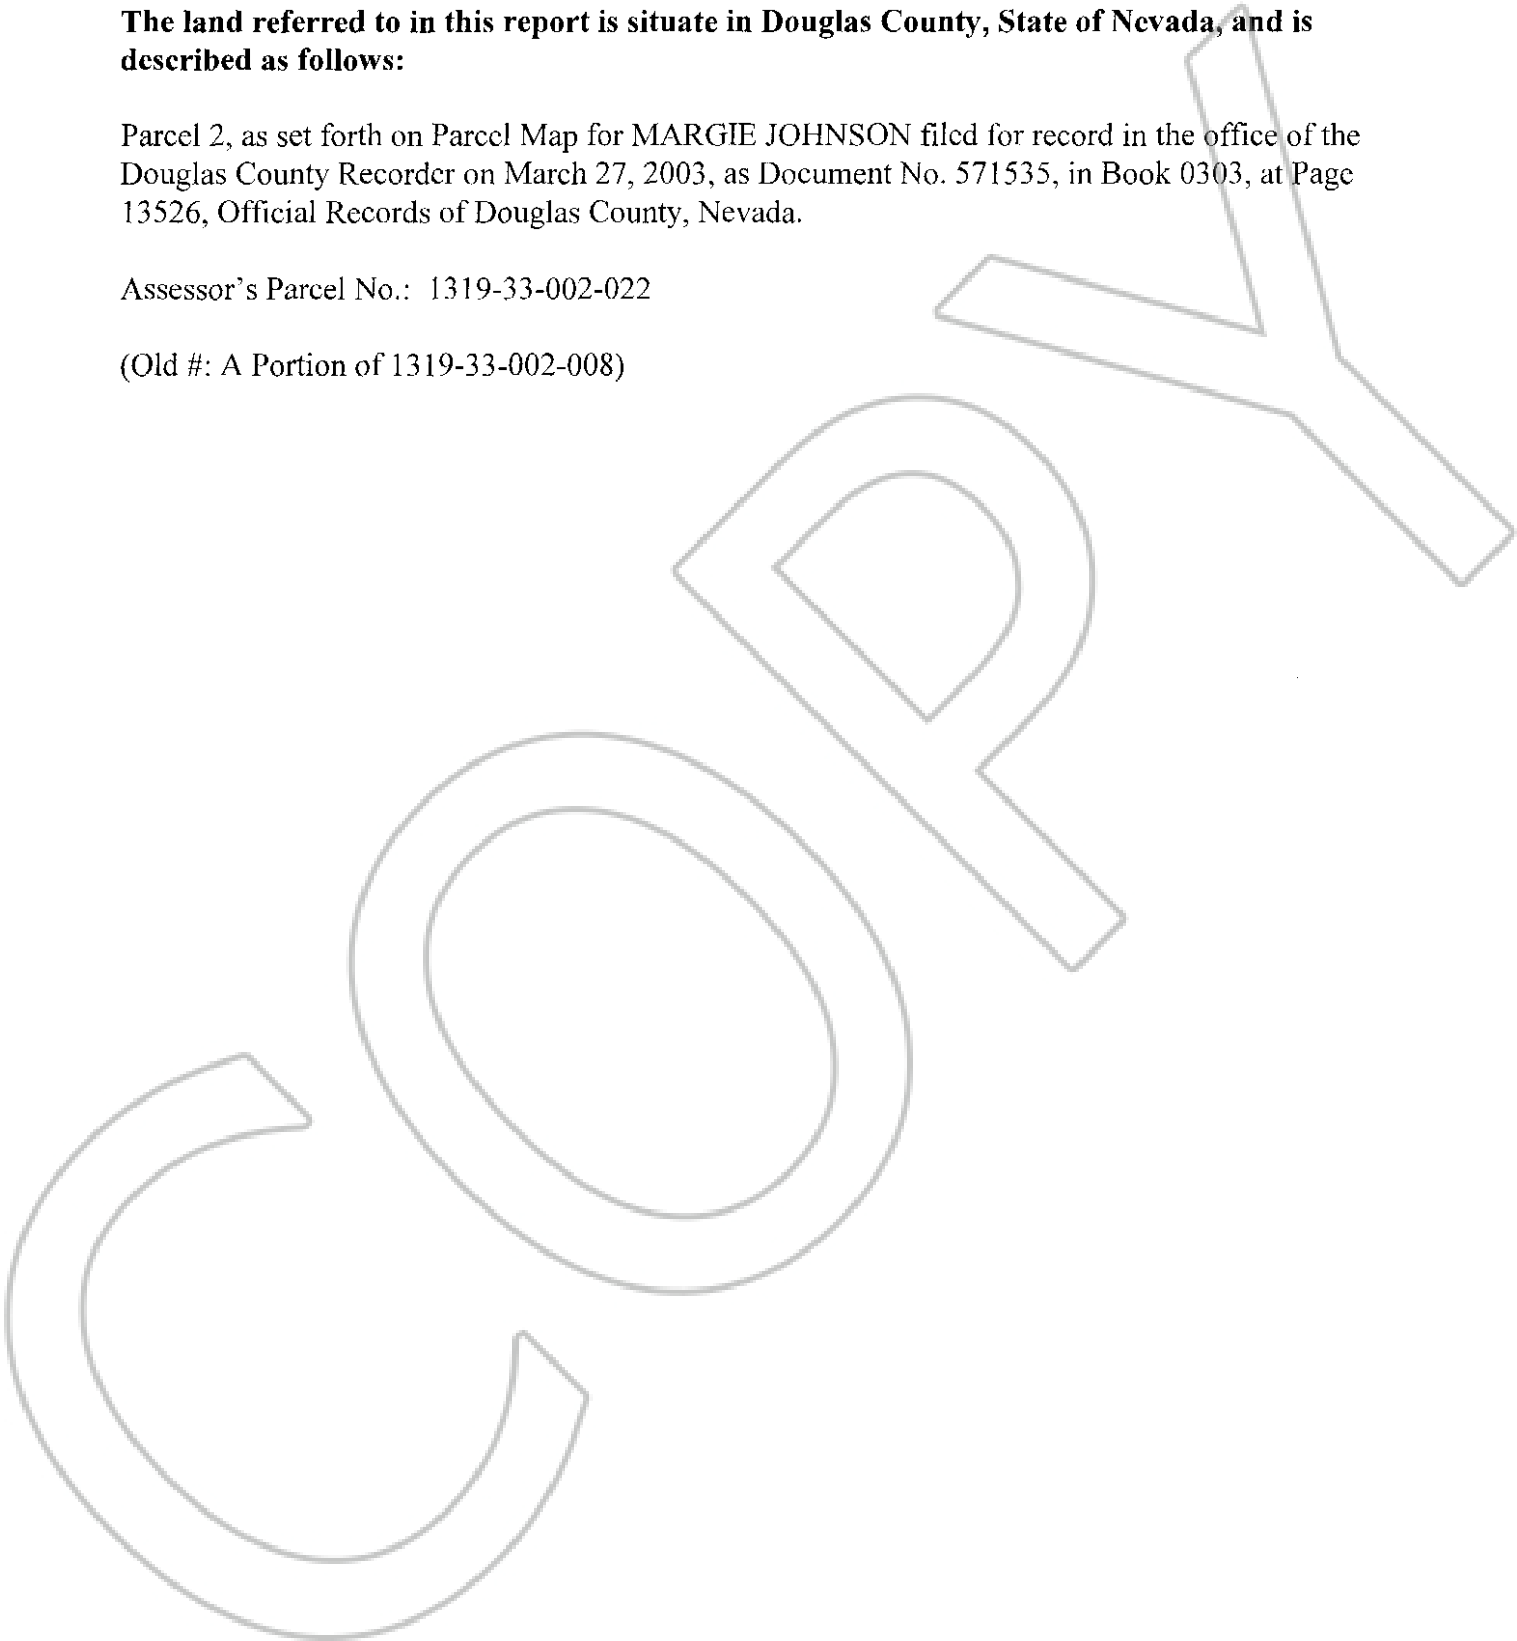 The land referred to in this report is situate in Douglas County, State of Nevada, and is
described as follows:
Parcel 2, as set forth on Parcel Map for MARGIE JOHNSON filed for record in the office of the
Douglas County Recorder on March 27, 2003, as Document No. 571535, in Book 0303, at Page
13526, Official Records of Douglas County, Nevada.
Assessor's Parcel No.: 1319-33-002-022
(Old #: A Portion of 1319-33-002-008)
COPY